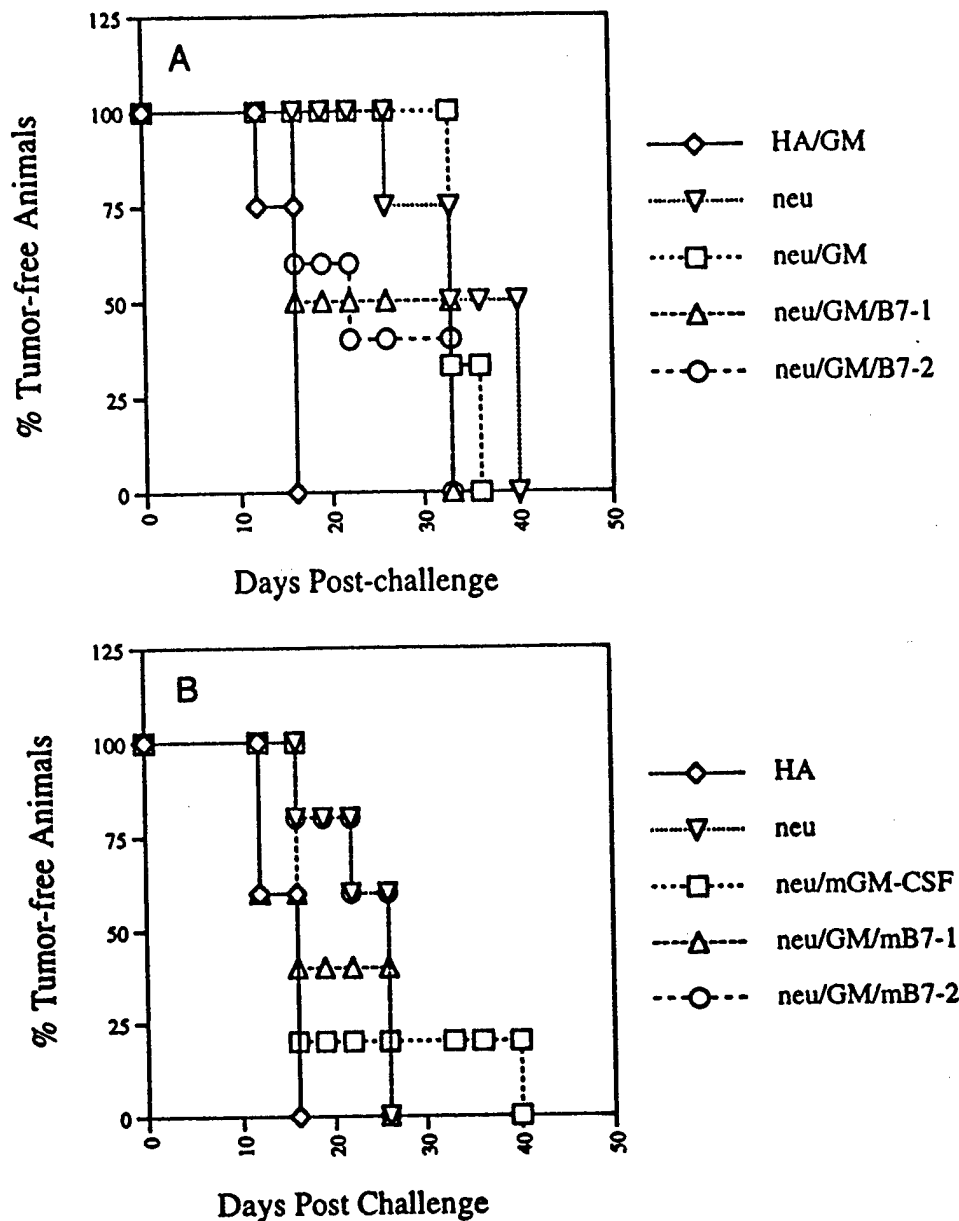 A
% Tumor-free Animals
125
100
75
50
25
0
0
10
20
30
40
50
Days Post-challenge
HA/GM
neu
neu/GM
neu/GM/B7-1
neu/GM/B7-2
B
% Tumor-free Animals
125
100
75
50
25
0
0
10
20
30
40
50
Days Post Challenge
HA
neu
neu/mGM-CSF
neu/GM/mB7-1
neu/GM/mB7-2